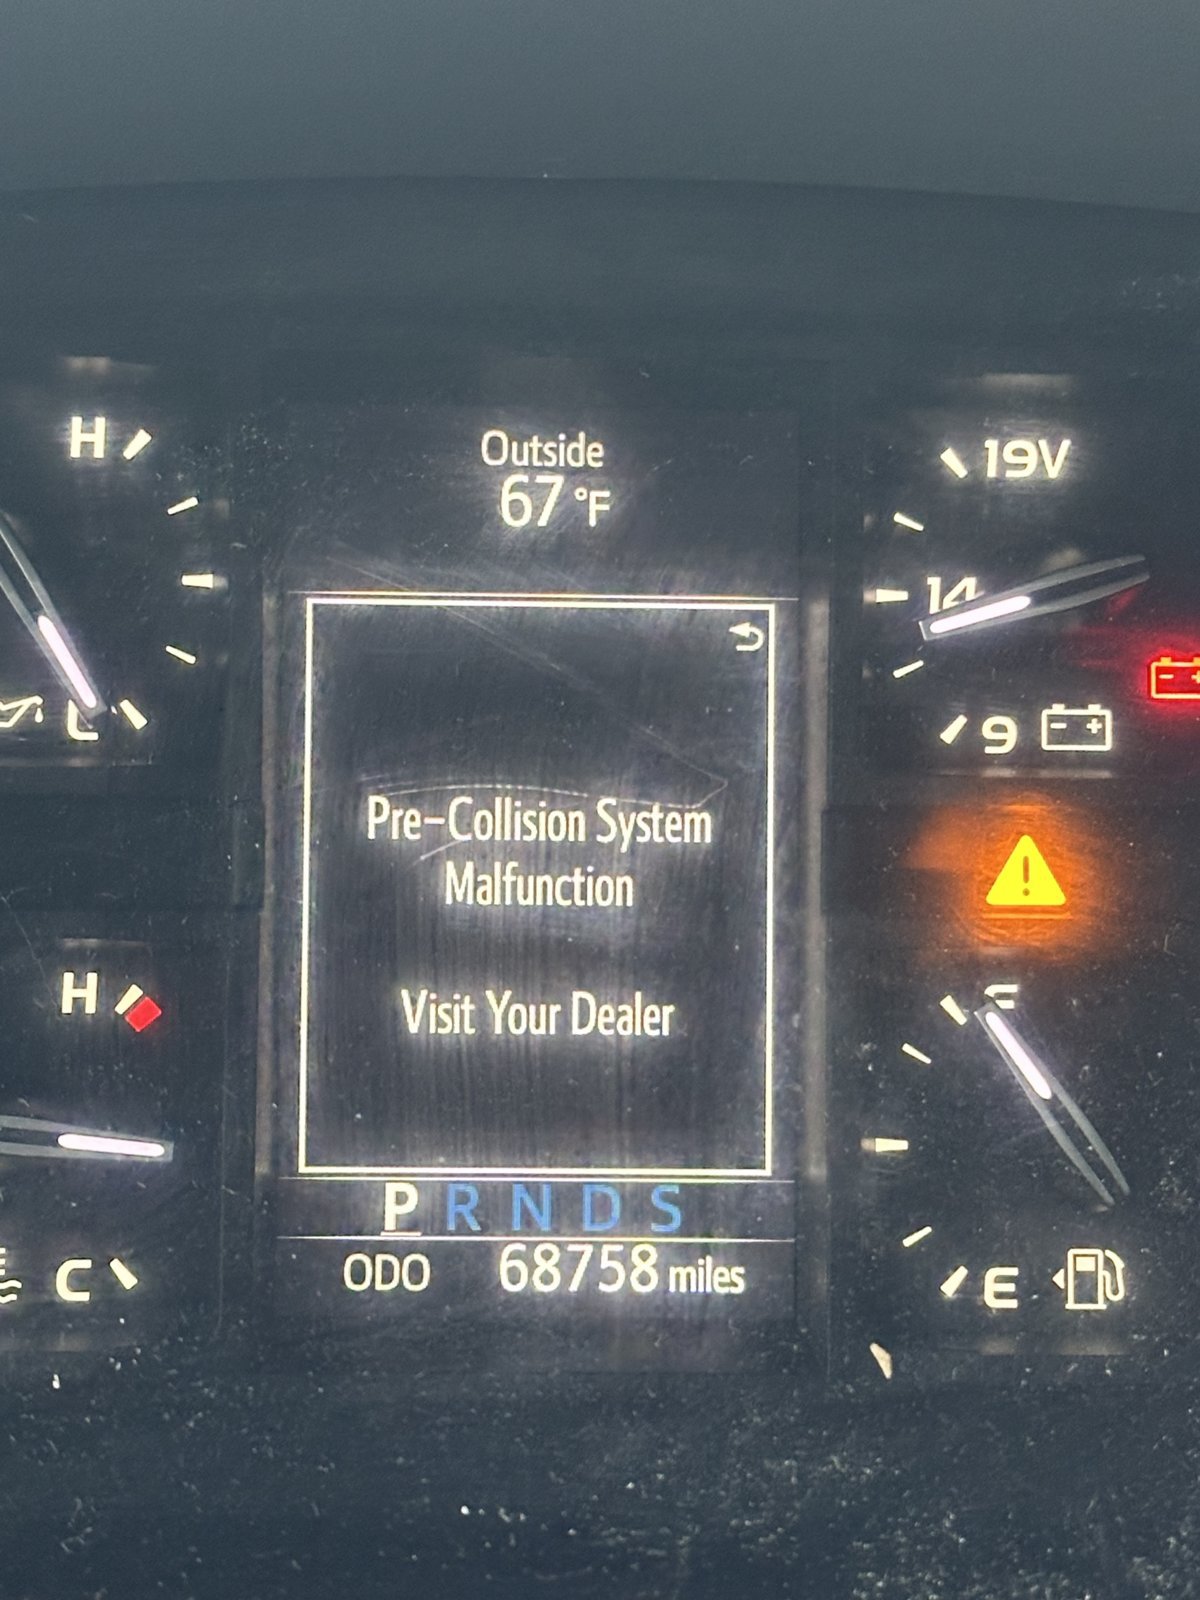 H
Outside
67 °F
19V
14
L
9
Pre-Collision System
Malfunction
Visit Your Dealer
H
F
P R N D S
C
ODO 68758 miles
E